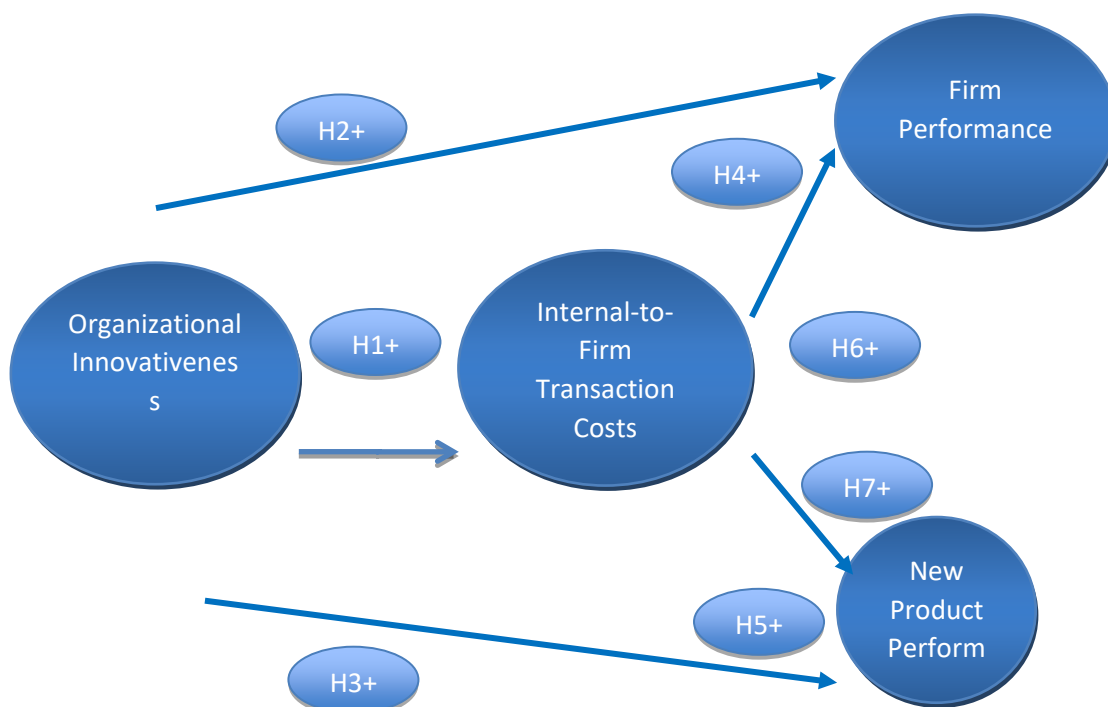 Firm
Performance
H2+
H4+
Organizational
Innovativenes
s
H1+
Internal-to-
Firm
Transaction
Costs
H6+
H7+
New
Product
Perform
H5+
H3+